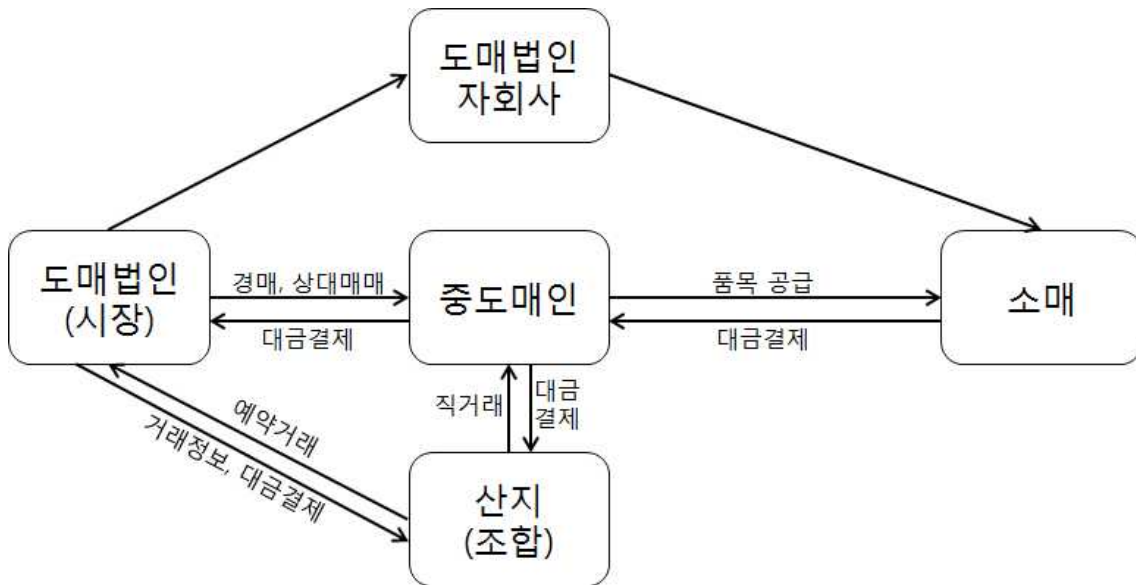 도매법인
자회사
도매법인
(시장)
경매, 상대매매
대금결제
중도매인
품목 공급
대금결제
소매
직거래
대금
결제
예약거래
거래정보, 대금결제
산지
(조합)